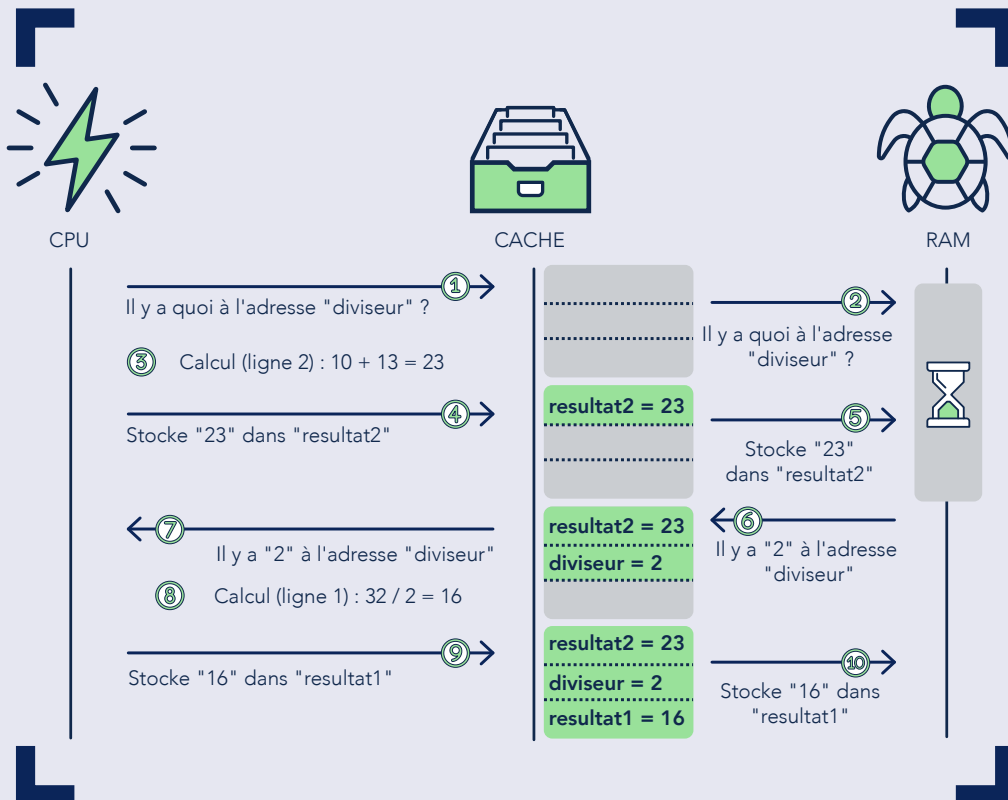 CPU
CACHE
RAM
1
Il y a quoi à l'adresse "diviseur" ?
2
Il y a quoi à l'adresse
"diviseur" ?
3 Calcul (ligne 2) : 10 + 13 = 23
4
Stocke "23" dans "resultat2"
resultat2 = 23
5
Stocke "23"
dans "resultat2"
6
Il y a "2" à l'adresse
"diviseur"
7
Il y a "2" à l'adresse "diviseur"
resultat2 = 23
diviseur = 2
8 Calcul (ligne 1) : 32 / 2 = 16
9
Stocke "16" dans "resultat1"
resultat2 = 23
diviseur = 2
resultat1 = 16
10
Stocke "16" dans
"resultat1"